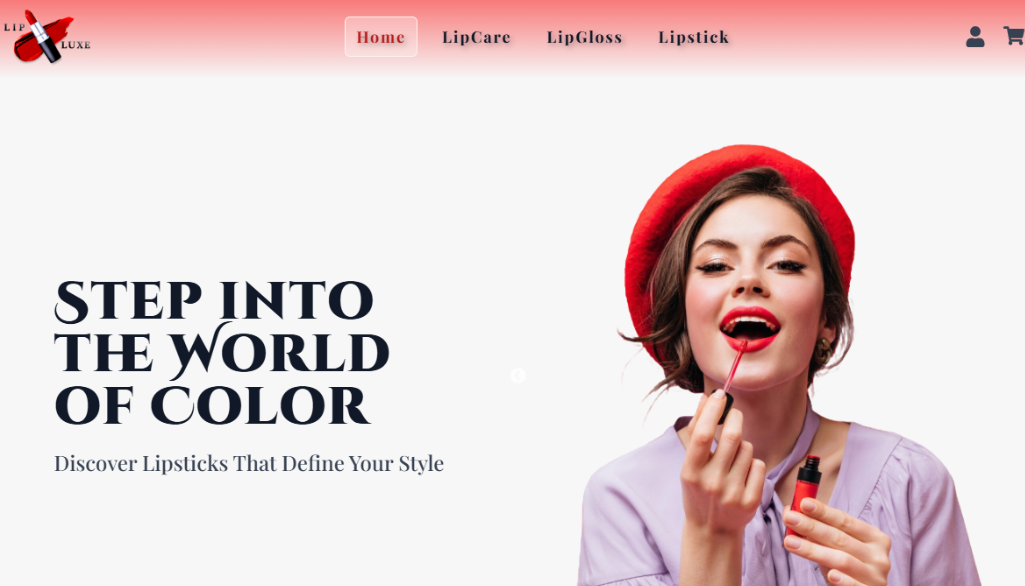 LIP
LUXE
Home LipCare LipGloss Lipstick
Step into
the World
of Color
Discover Lipsticks That Define Your Style